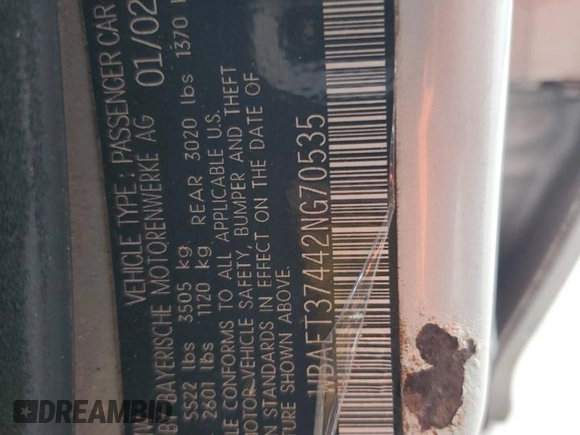 VEHICLE TYPE: PASSENGER CAR
BAYERISCHE MOTORENWERKE AG 01/02
5522 lbs 3505 kg
2601 lbs 1120 kg REAR 3020 lbs 1370
CONFORMS TO ALL APPLICABLE U.S.
MOTOR VEHICLE SAFETY, BUMPER AND THEFT
STANDARDS IN EFFECT ON THE DATE OF
SHOWN
WBAET37442NG70535
DREAMBID